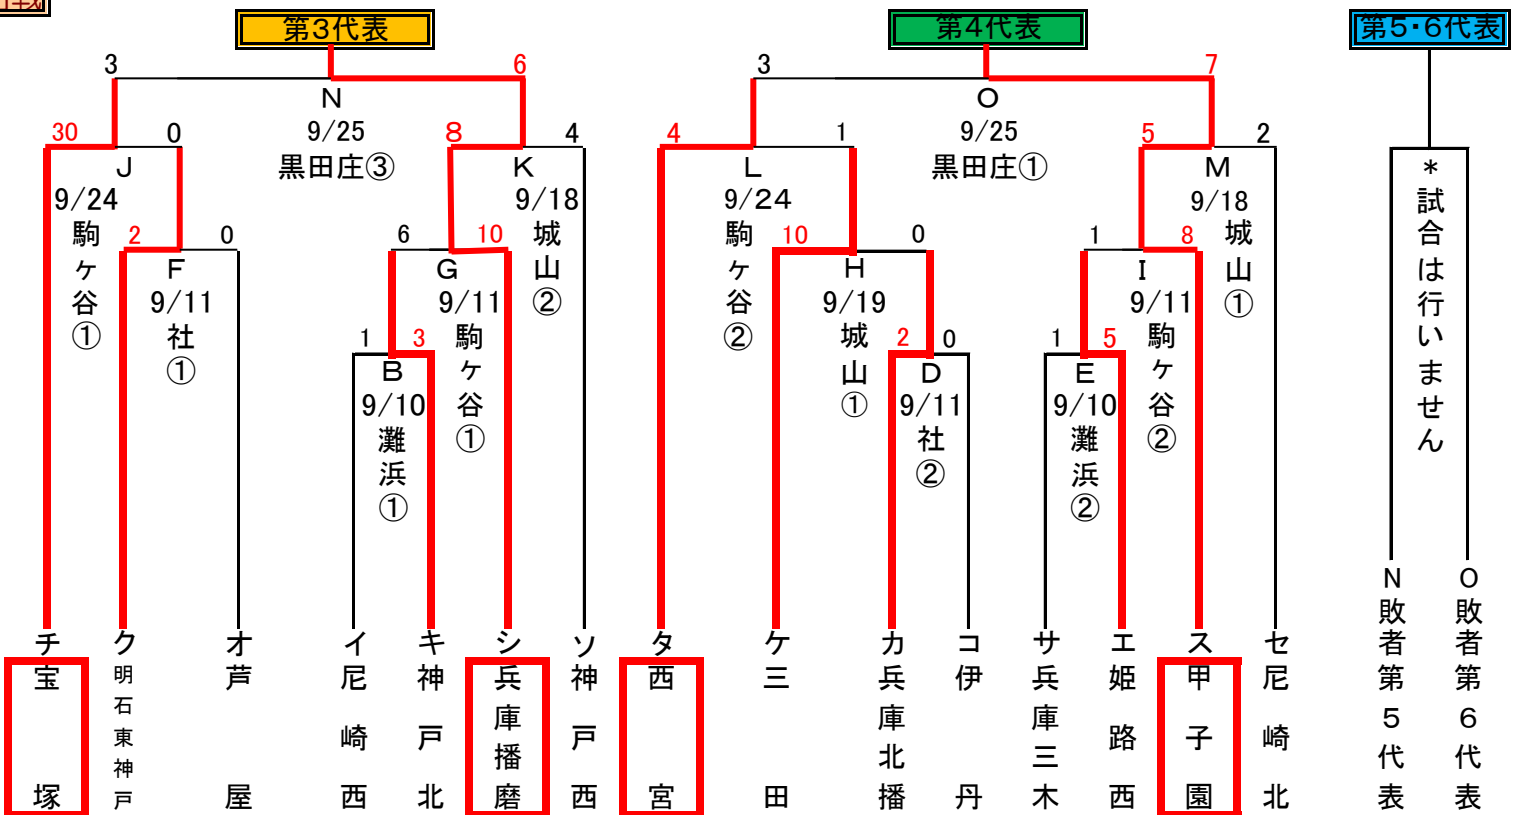 第3代表
第4代表
第5・6代表
3
6
3
7
N
9/25
黒田庄③
O
9/25
黒田庄①
30
0
8
4
4
1
5
2
J
9/24
駒ヶ谷①
K
9/18
城山②
L
9/24
駒ヶ谷②
M
9/18
城山①
2
0
6
10
10
0
1
8
F
9/11
社①
G
9/11
駒ヶ谷①
H
9/19
城山①
I
9/11
駒ヶ谷②
1
3
2
0
1
5
B
9/10
灘浜①
D
9/11
社②
E
9/10
灘浜②
*試合は行いません
チ 宝塚
ク 明石東神戸
オ 芦屋
イ 尼崎西
キ 神戸北
シ 兵庫播磨
ソ 神戸西
タ 西宮
ケ 三田
カ 兵庫北播
コ 伊丹
サ 兵庫三木
エ 姫路西
ス 甲子園
セ 尼崎北
N敗者第5代表
O敗者第6代表